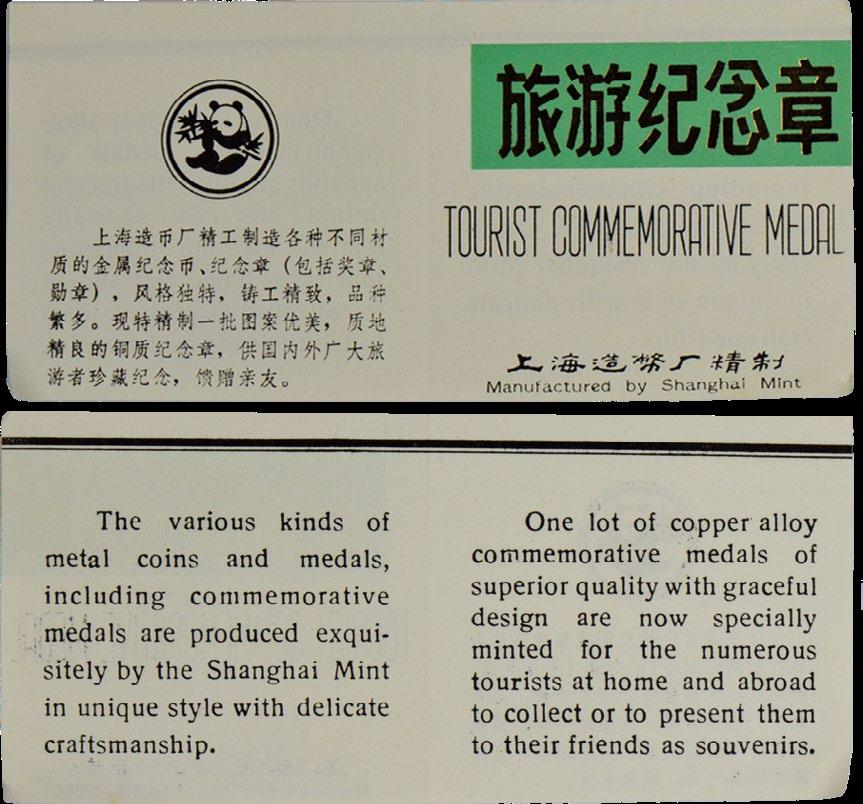 上海造币厂精工制造各种不同材
质的金属纪念币、纪念章（包括奖章、
勋章），风格独特，铸工精致，品种
繁多。现特精制一批图案优美，质地
精良的铜质纪念章，供国内外广大旅
游者珍藏纪念，馈赠亲友。
旅游纪念章
TOURIST COMMEMORATIVE MEDAL
上海造幣厂精制
Manufactured by Shanghai Mint
The various kinds of
metal coins and medals,
including commemorative
medals are produced exqui-
sitely by the Shanghai Mint
in unique style with delicate
craftsmanship.
One lot of copper alloy
commemorative medals of
superior quality with graceful
design are now specially
minted for the numerous
tourists at home and abroad
to collect or to present them
to their friends as souvenirs.